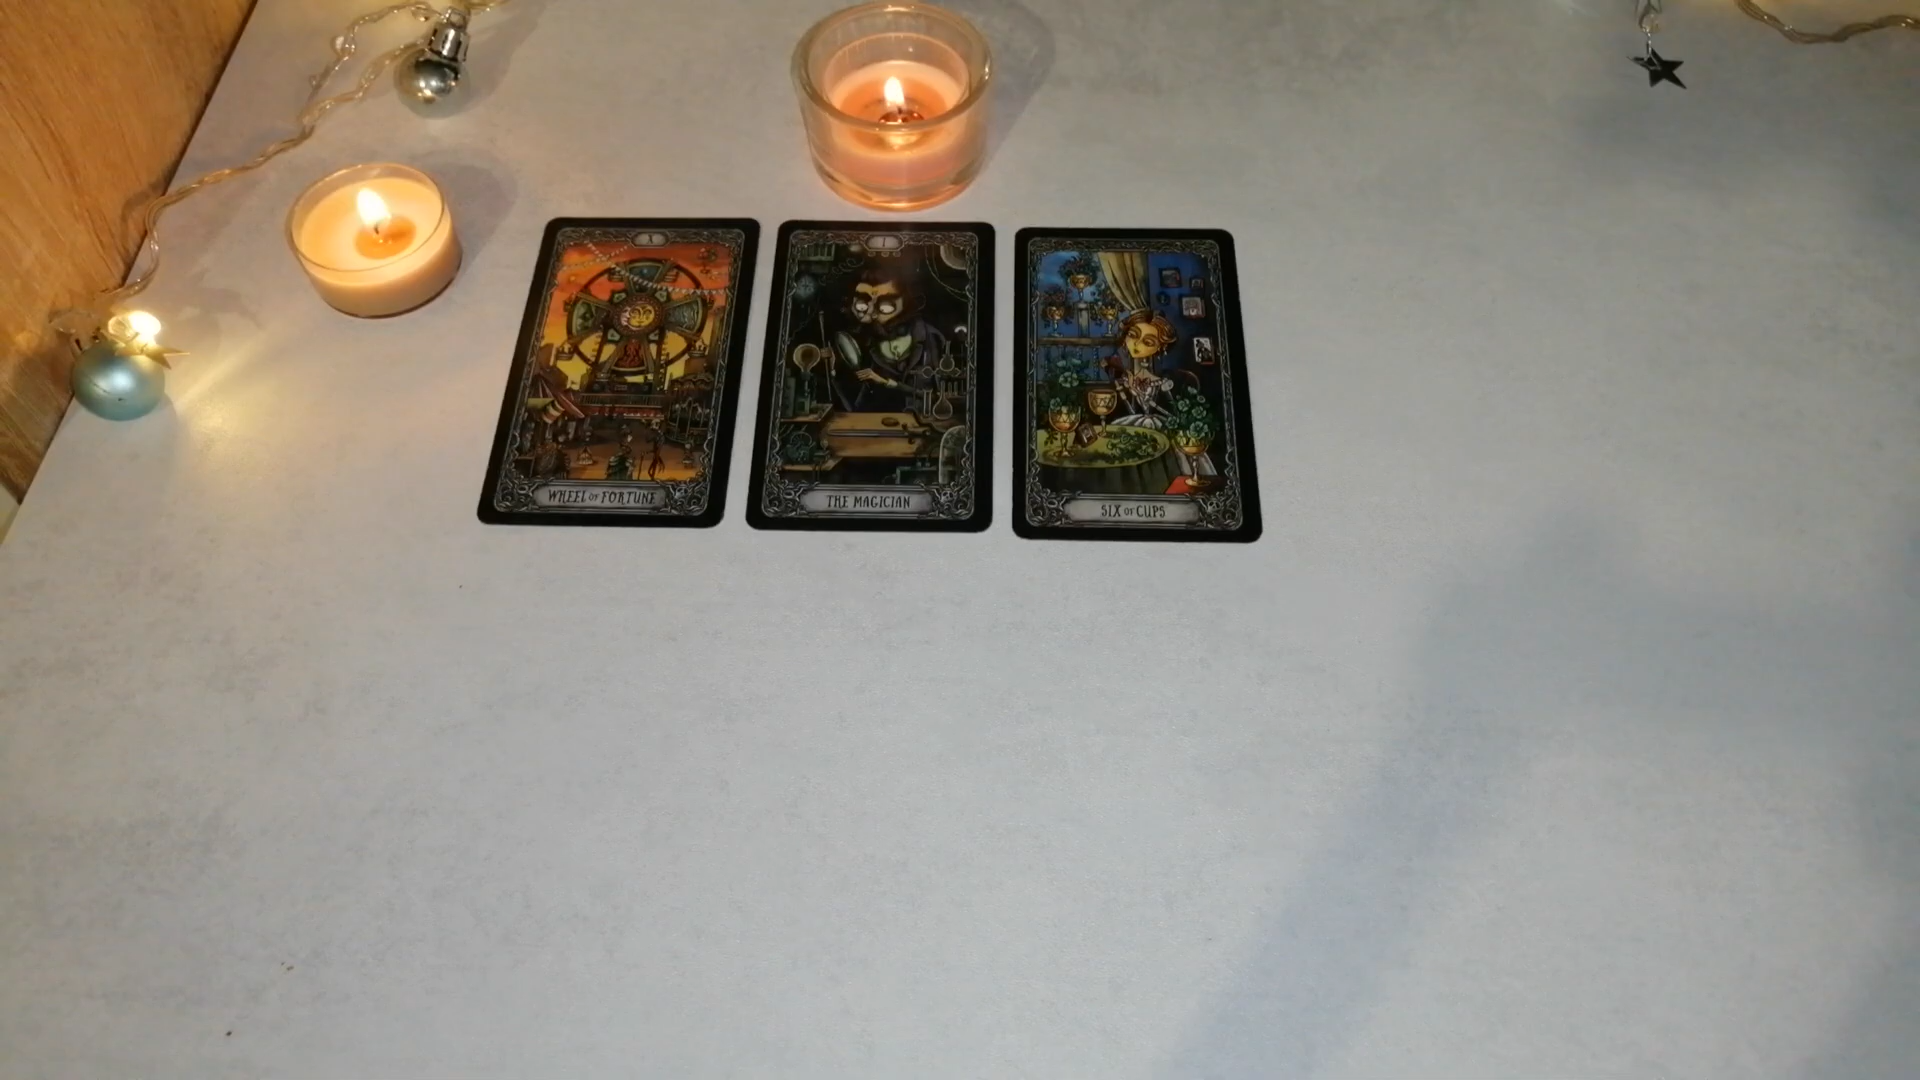 X
I
WHEEL OF FORTUNE
THE MAGICIAN
SIX OF CUPS